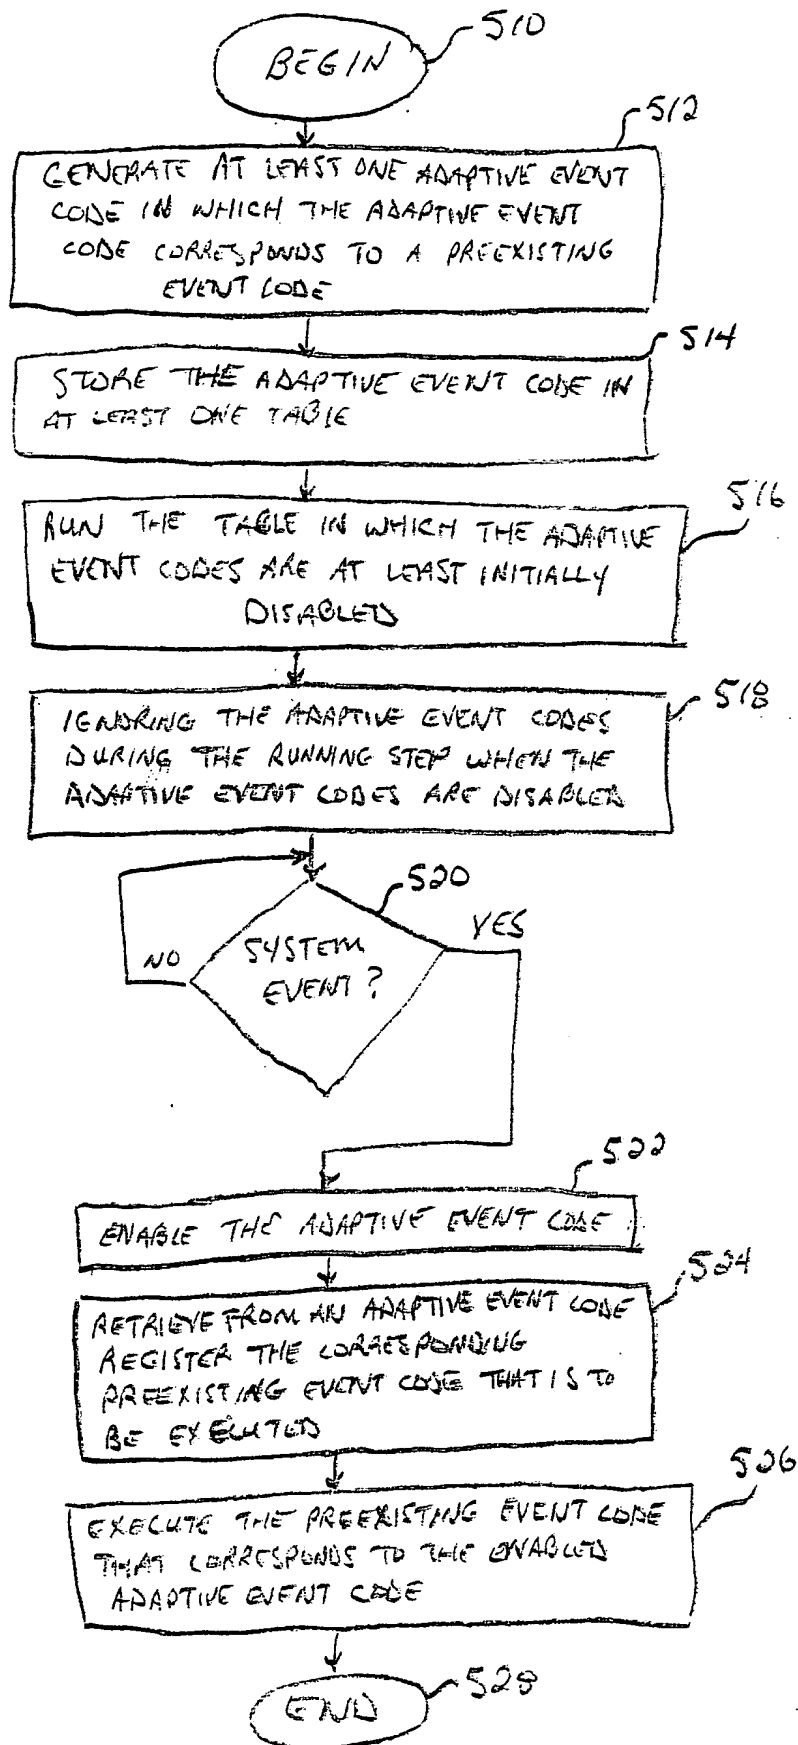 510
BEGIN
512
GENERATE AT LEAST ONE ADAPTIVE EVENT
CODE IN WHICH THE ADAPTIVE EVENT
CODE CORRESPONDS TO A PREEXISTING
EVENT CODE
514
STORE THE ADAPTIVE EVENT CODE IN
AT LEAST ONE TABLE
516
RUN THE TABLE IN WHICH THE ADAPTIVE
EVENT CODES ARE AT LEAST INITIALLY
DISABLED
518
IGNORING THE ADAPTIVE EVENT CODES
DURING THE RUNNING STEP WHEN THE
ADAPTIVE EVENT CODES ARE DISABLED
520
YES
SYSTEM
NO
EVENT?
522
ENABLE THE ADAPTIVE EVENT CODE
524
RETRIEVE FROM AN ADAPTIVE EVENT CODE
REGISTER THE CORRESPONDING
PREEXISTING EVENT CODE THAT IS TO
BE EXECUTED
526
EXECUTE THE PREEXISTING EVENT CODE
THAT CORRESPONDS TO THE ENABLED
ADAPTIVE EVENT CODE
528
END